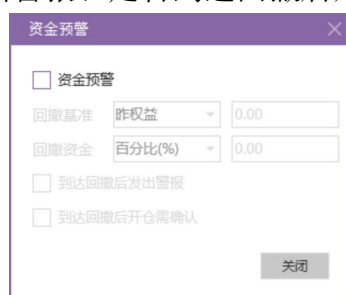 资金预警
资金预警
回撤基准 昨权益 0.00
回撤资金 百分比(%) 0.00
到达回撤后发出警报
到达回撤后开仓需确认
关闭